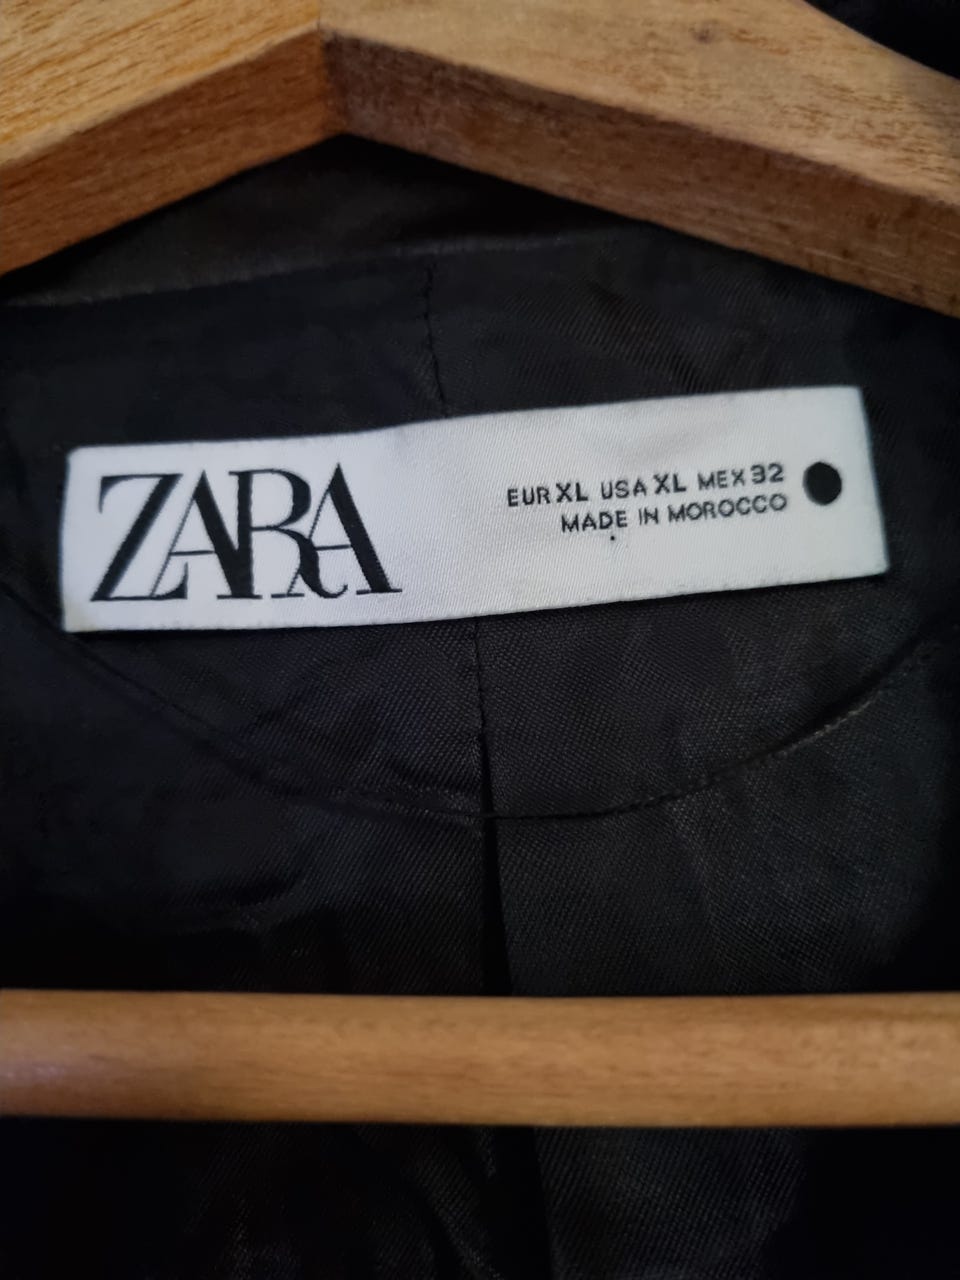 ZARA
EUR XL USA XL MEX 32
MADE IN MOROCCO